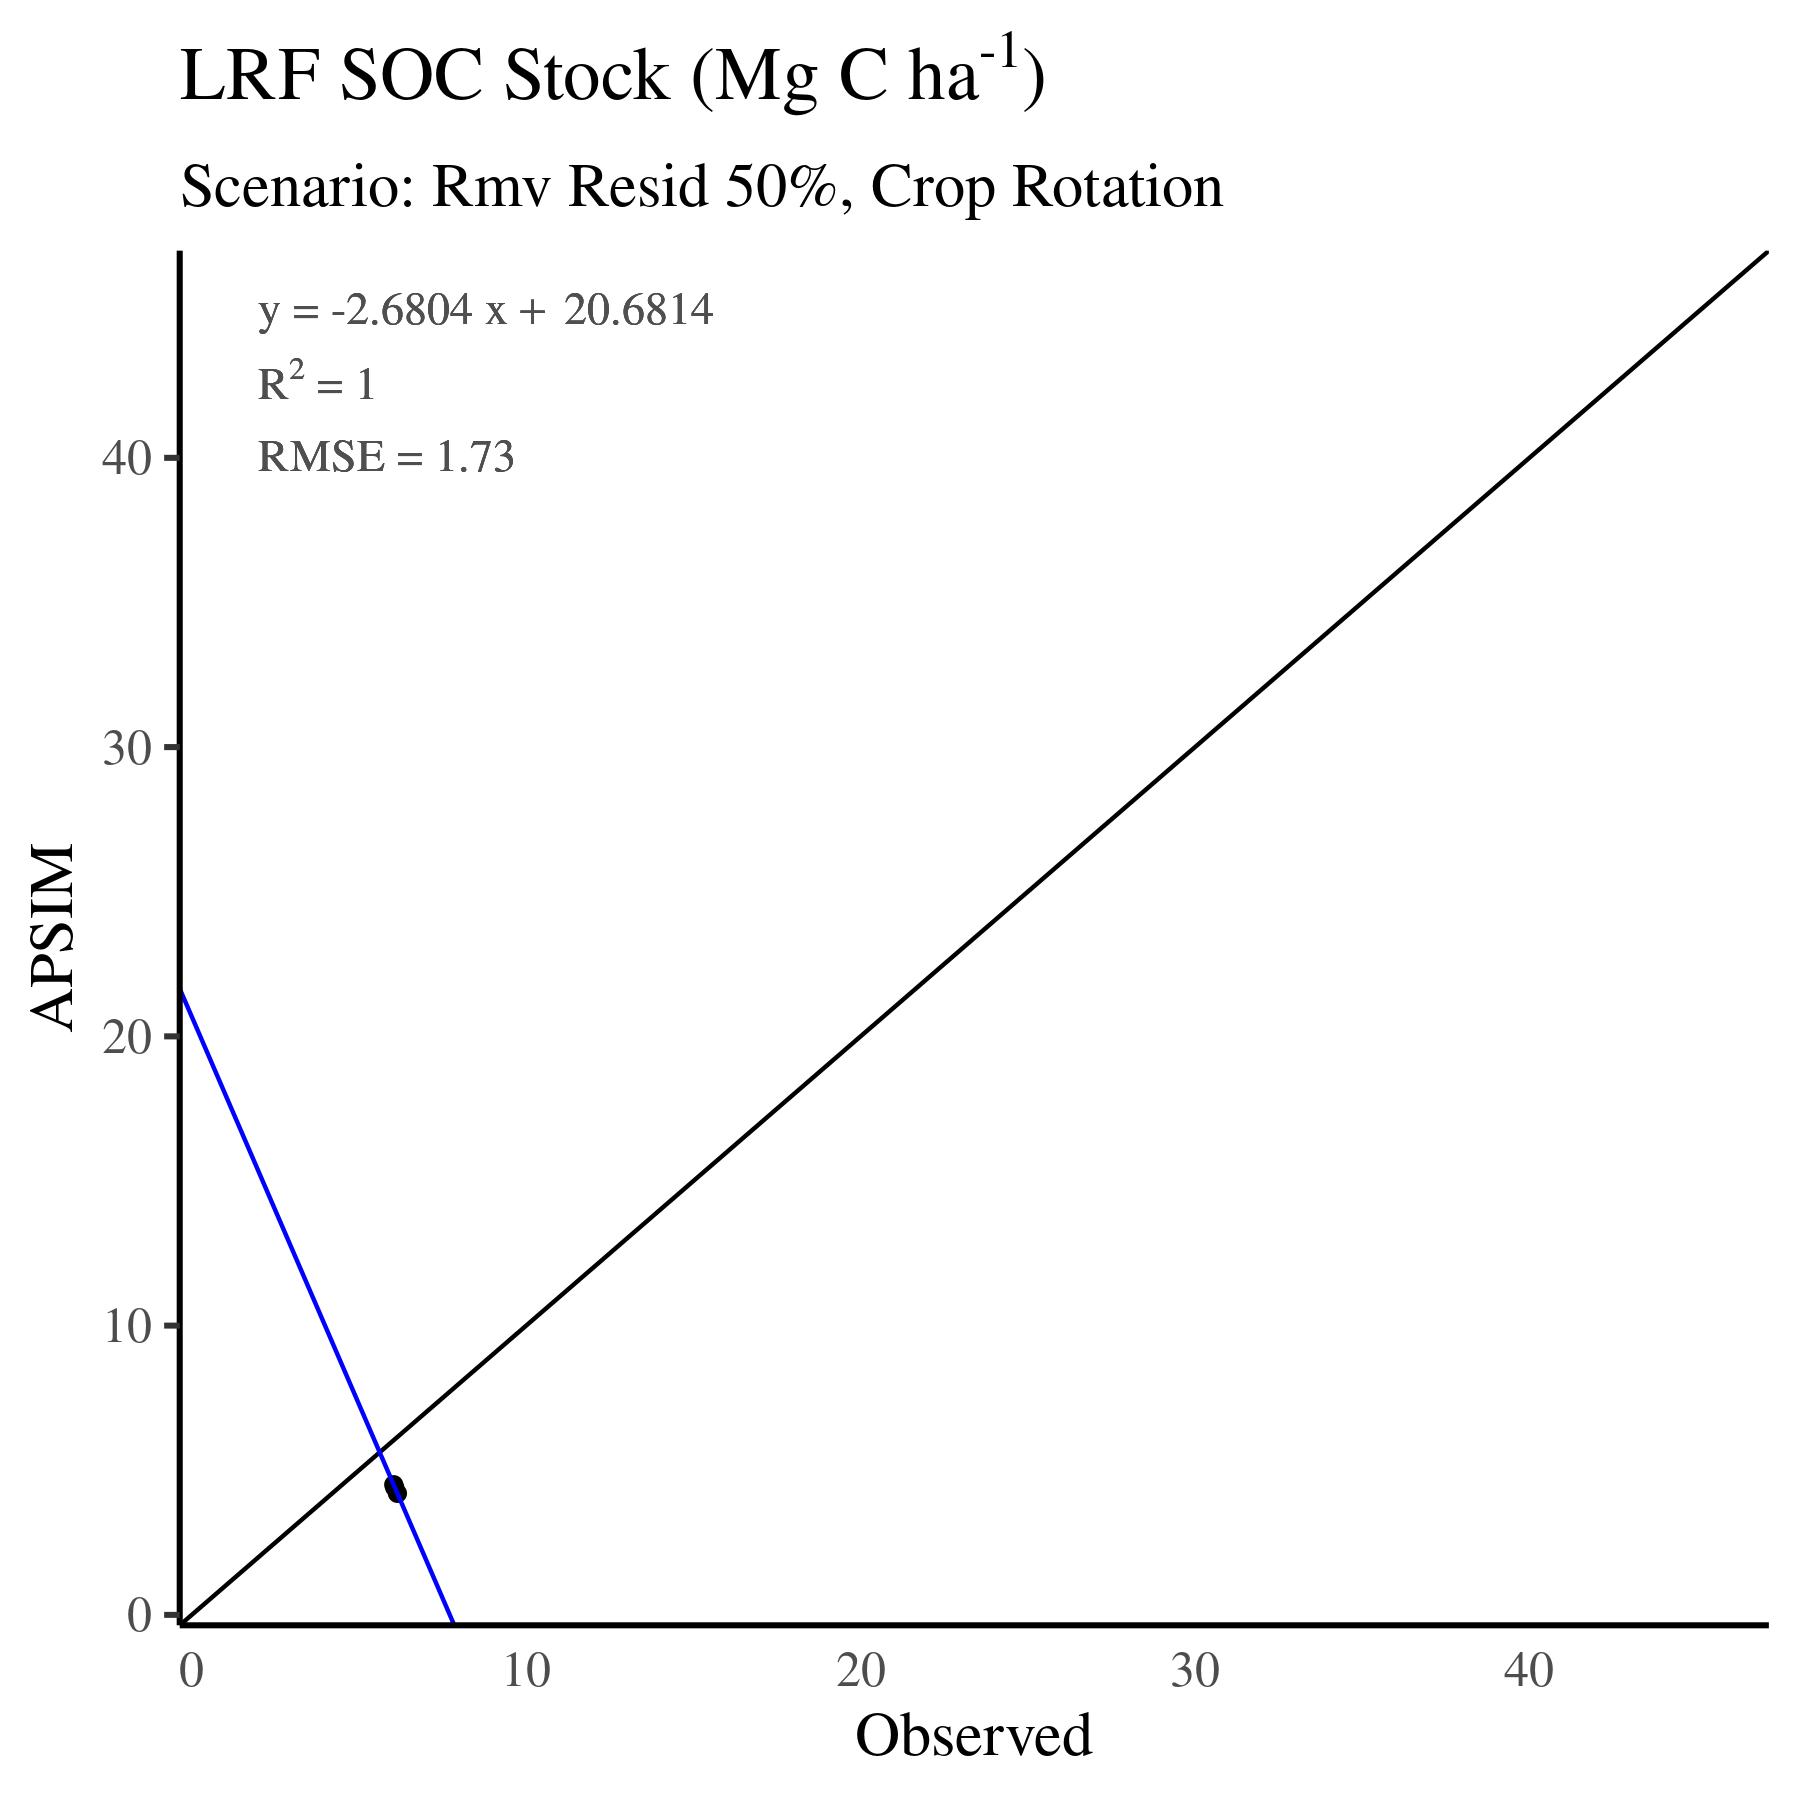 LRF SOC Stock (Mg C ha-1)
Scenario: Rmv Resid 50%, Crop Rotation
y = -2.6804 x + 20.6814
R2 = 1
RMSE = 1.73
40
30
20
10
0
APSIM
0 10 20 30 40
Observed